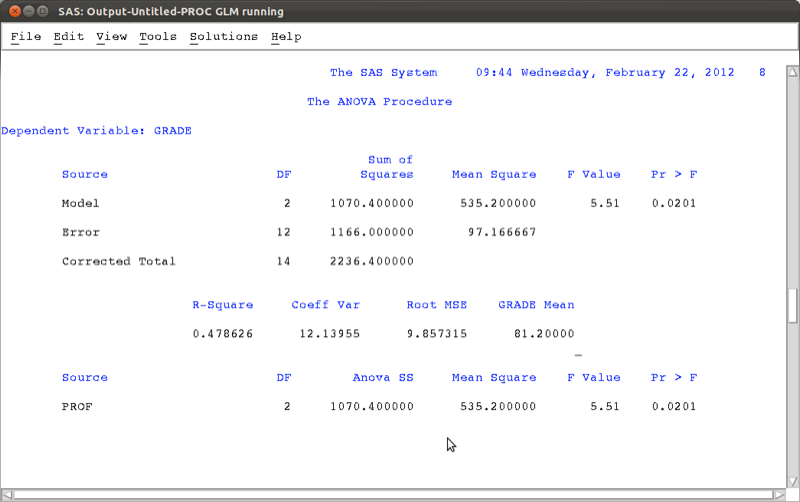 SAS: Output-Untitled-PROC GLM running
File Edit View Tools Solutions Help
The SAS System 09:44 Wednesday, February 22, 2012 8
The ANOVA Procedure
Dependent Variable: GRADE
Sum of
Source DF Squares Mean Square F Value Pr > F
Model 2 1070.400000 535.200000 5.51 0.0201
Error 12 1166.000000 97.166667
Corrected Total 14 2236.400000
R-Square Coeff Var Root MSE GRADE Mean
0.478626 12.13955 9.857315 81.20000
Source DF Anova SS Mean Square F Value Pr > F
PROF 2 1070.400000 535.200000 5.51 0.0201